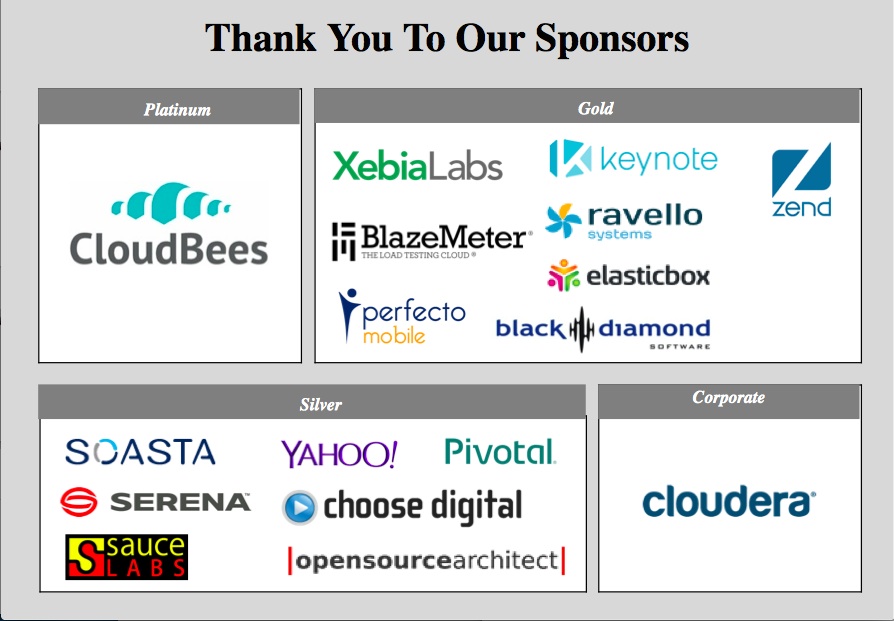 Thank You To Our Sponsors
Platinum
CloudBees
Gold
XebiaLabs
keynote
zend
BlazeMeter®
THE LOAD TESTING CLOUD®
ravello
systems
elasticbox
perfecto
mobile
black diamond
SOFTWARE
Silver
SOASTA
YAHOO!
Pivotal.
SERENA™
choose digital
sauce
LABS
|opensourcearchitect|
Corporate
cloudera®